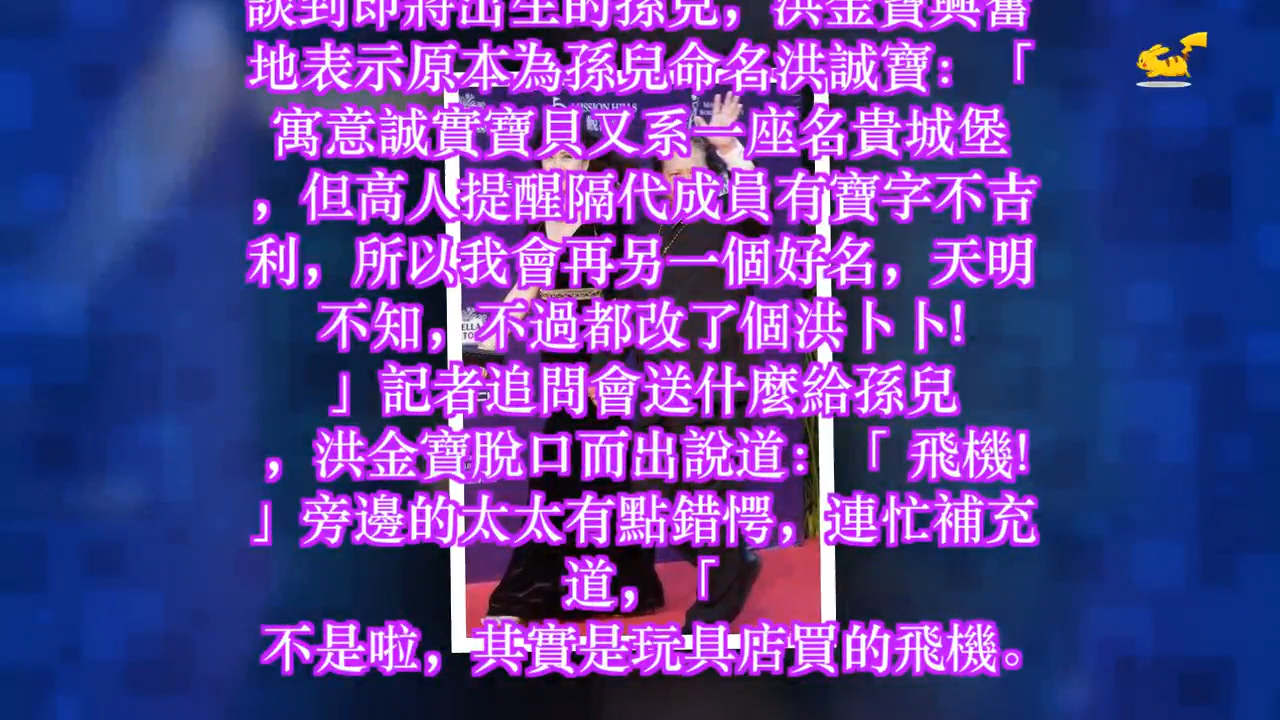 談到即將出生的孫兒，洪金寶興奮
地表示原本為孫兒命名洪誠寶：「
寓意誠實寶貝又系一座名貴城堡
，但高人提醒隔代成員有寶字不吉
利，所以我會再另一個好名，天明
不知，不過都改了個洪卜卜!
」記者追問會送什麼給孫兒
，洪金寶脫口而出說道：「 飛機!
」旁邊的太太有點錯愕，連忙補充
道，「
不是啦，其實是玩具店買的飛機。
MISSION HILLS